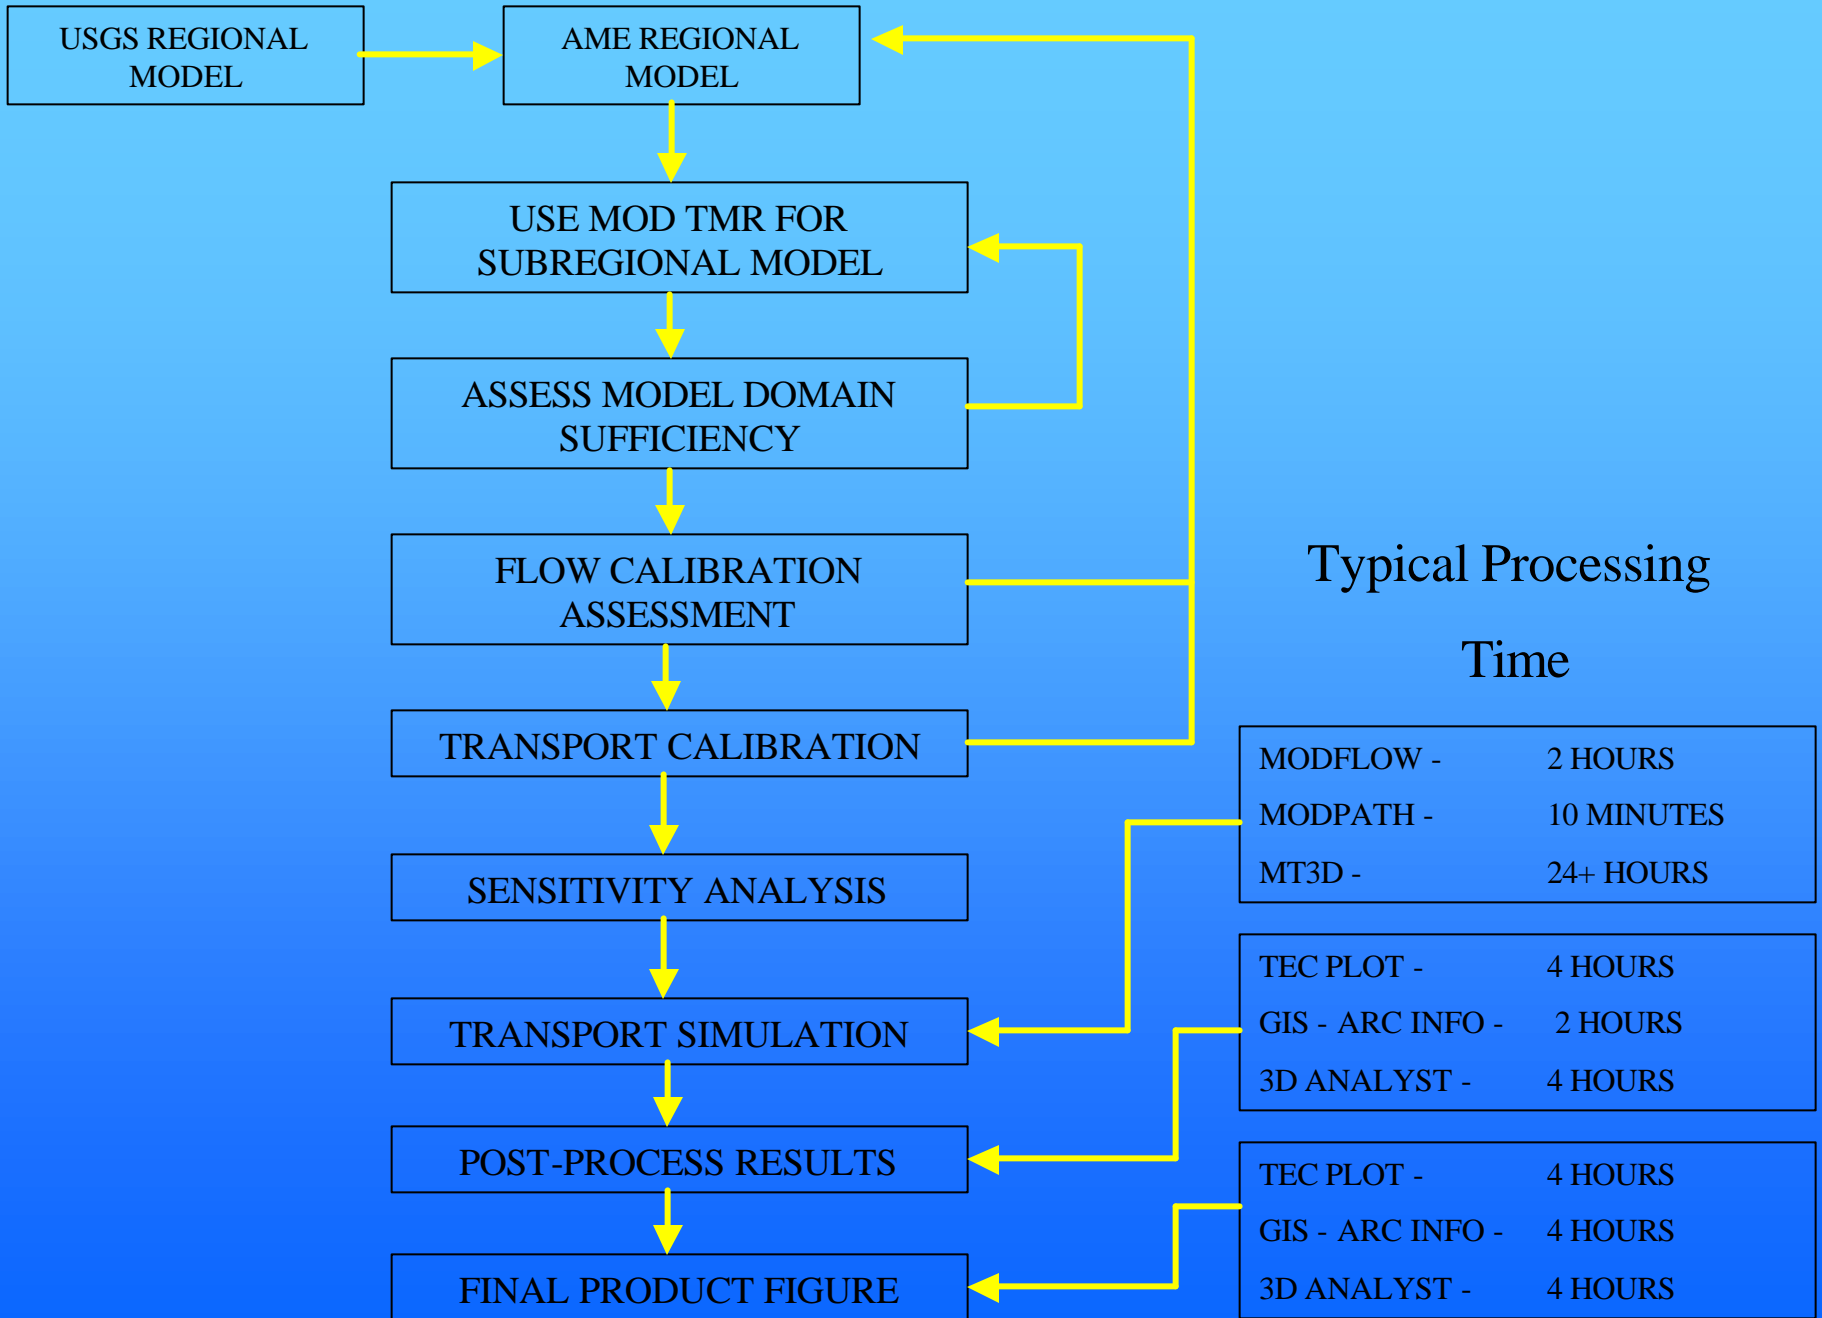 USGS REGIONAL
MODEL
AME REGIONAL
MODEL
USE MOD TMR FOR
SUBREGIONAL MODEL
ASSESS MODEL DOMAIN
SUFFICIENCY
FLOW CALIBRATION
ASSESSMENT
TRANSPORT CALIBRATION
SENSITIVITY ANALYSIS
TRANSPORT SIMULATION
POST-PROCESS RESULTS
FINAL PRODUCT FIGURE
Typical Processing
Time
MODFLOW - 2 HOURS
MODPATH - 10 MINUTES
MT3D - 24+ HOURS
TEC PLOT - 4 HOURS
GIS - ARC INFO - 2 HOURS
3D ANALYST - 4 HOURS
TEC PLOT - 4 HOURS
GIS - ARC INFO - 4 HOURS
3D ANALYST - 4 HOURS